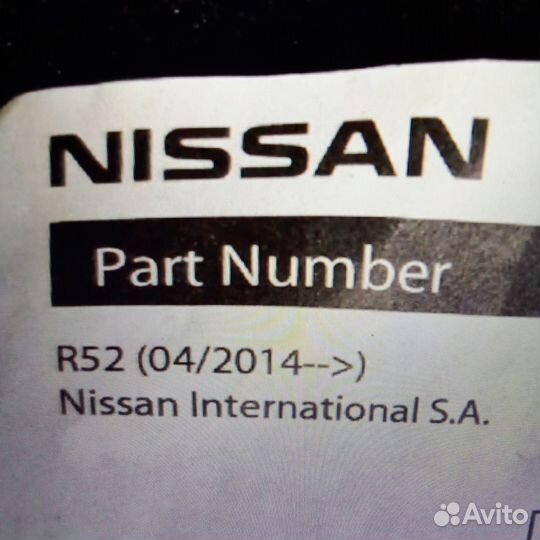 NISSAN
Part Number
R52 (04/2014-->)
Nissan International S.A.
Avito